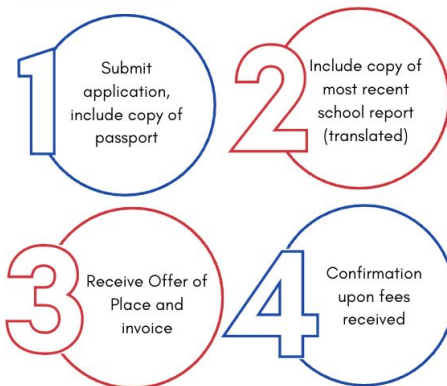 1
Submit
application,
include copy of
passport
2
Include copy of
most recent
school report
(translated)
3
Receive Offer of
Place and
invoice
4
Confirmation
upon fees
received